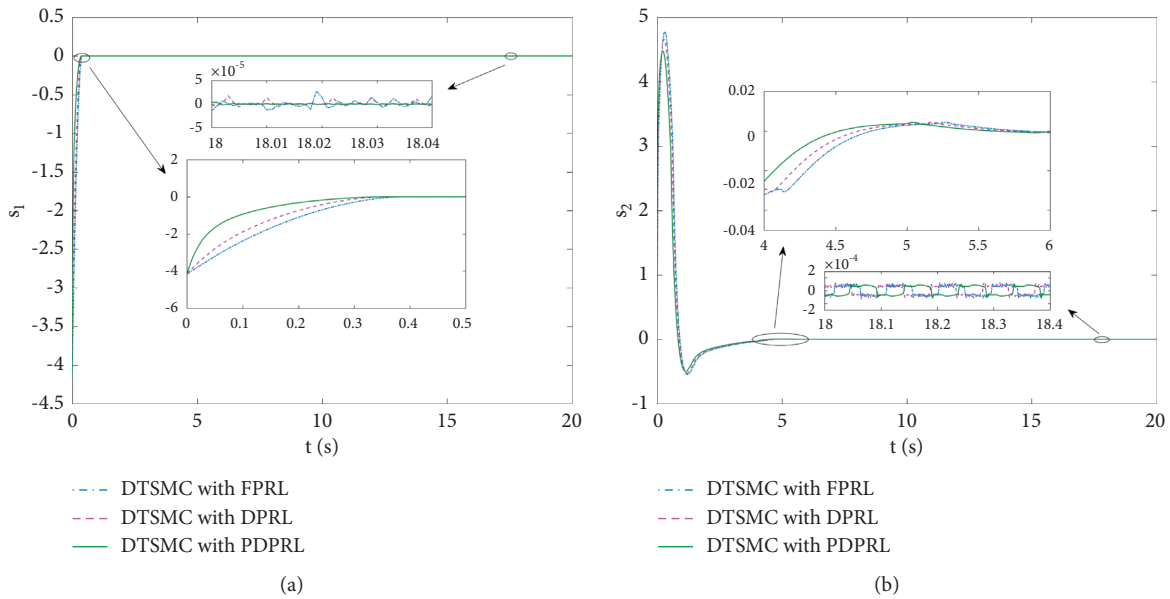 0
-0.5
-1
-1.5
-2
-2.5
-3
-3.5
-4
-4.5
s1
0 5 10 15 20
t (s)
×10-5
5
0
-5
18 18.01 18.02 18.03 18.04
2
0
-2
-4
-6
0 0.1 0.2 0.3 0.4 0.5
DTSMC with FPRL
DTSMC with DPRL
DTSMC with PDPRL
(a)
5
4
3
2
1
0
-1
s2
0 5 10 15 20
t (s)
0.02
0
-0.02
-0.04
4 4.5 5 5.5 6
×10-4
2
0
-2
18 18.1 18.2 18.3 18.4
DTSMC with FPRL
DTSMC with DPRL
DTSMC with PDPRL
(b)